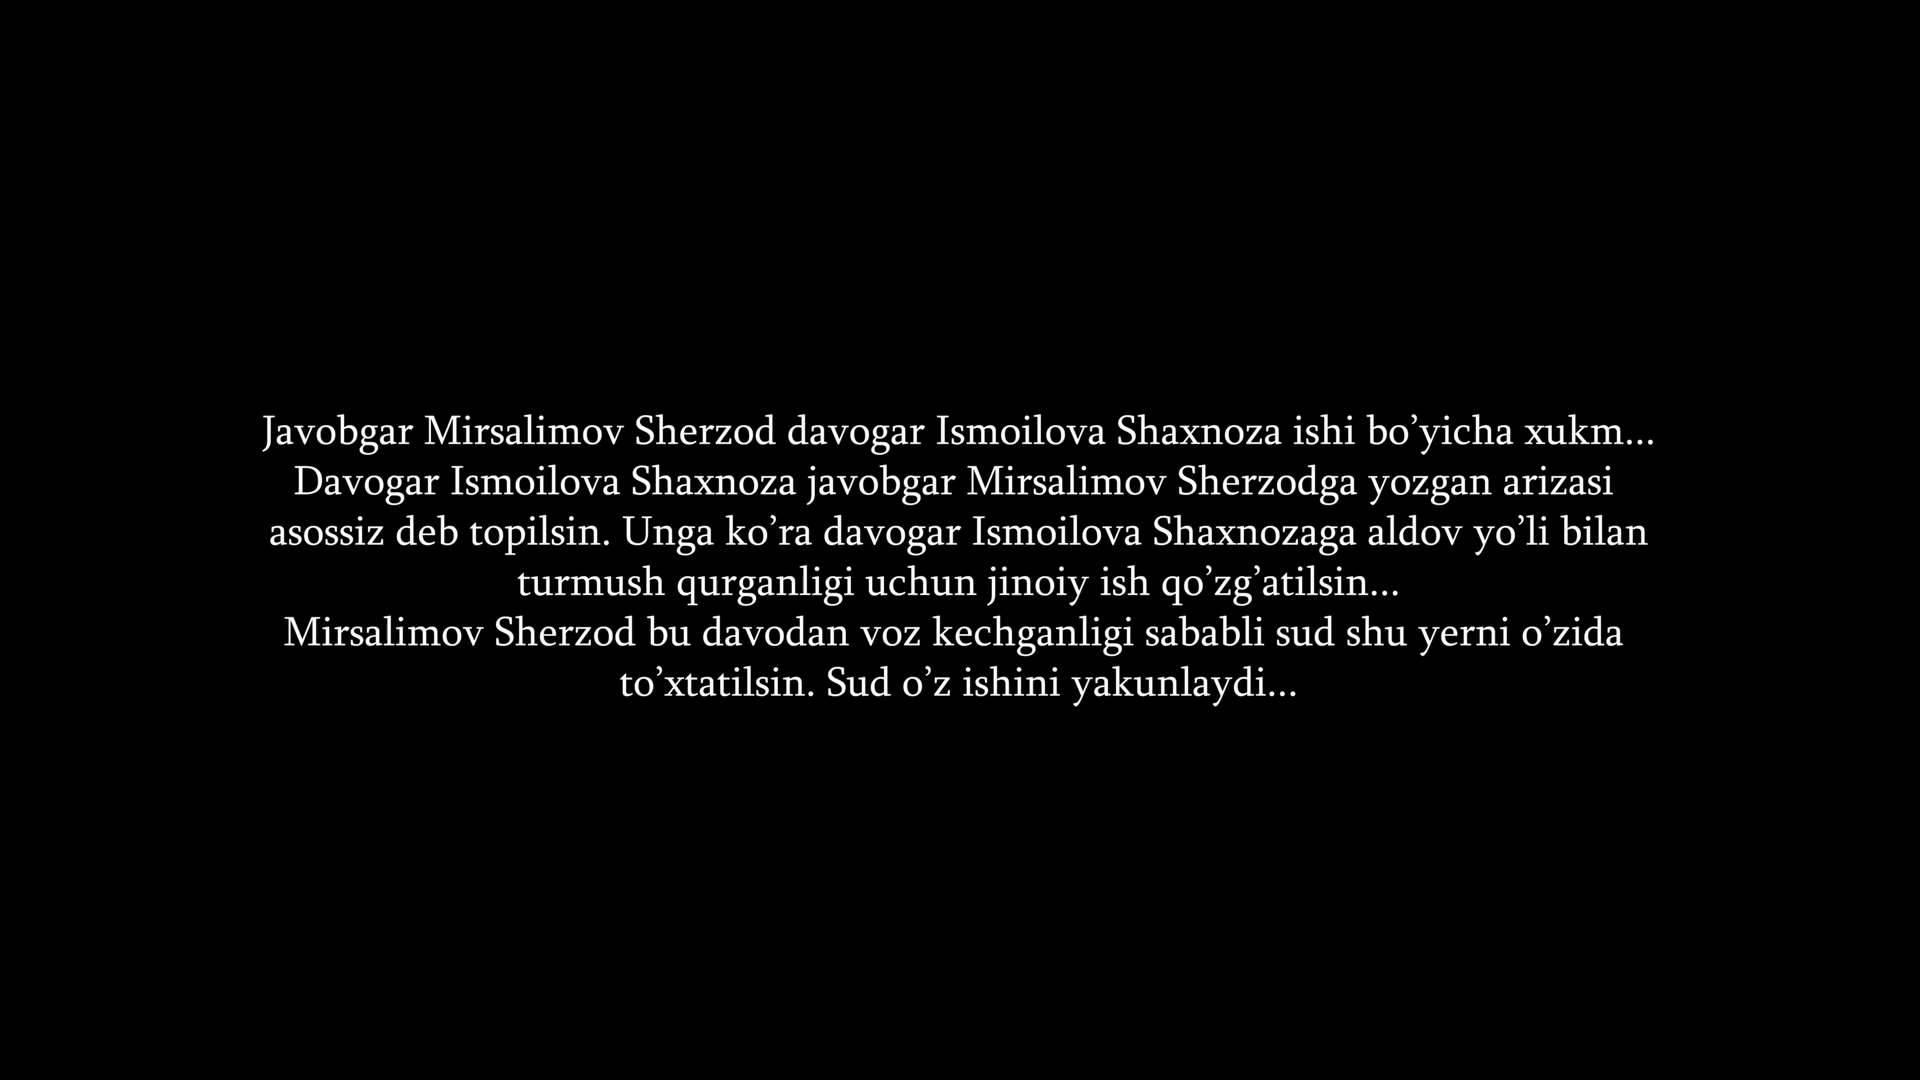 Javobgar Mirsalimov Sherzod davogar Ismoilova Shaxnoza ishi bo’yicha xukm...
Davogar Ismoilova Shaxnoza javobgar Mirsalimov Sherzodga yozgan arizasi
asossiz deb topilsin. Unga ko’ra davogar Ismoilova Shaxnozaga aldov yo’li bilan
turmush qurganligi uchun jinoiy ish qo’zg’atilsin...
Mirsalimov Sherzod bu davodan voz kechganligi sababli sud shu yerni o’zida
to’xtatilsin. Sud o’z ishini yakunlaydi...